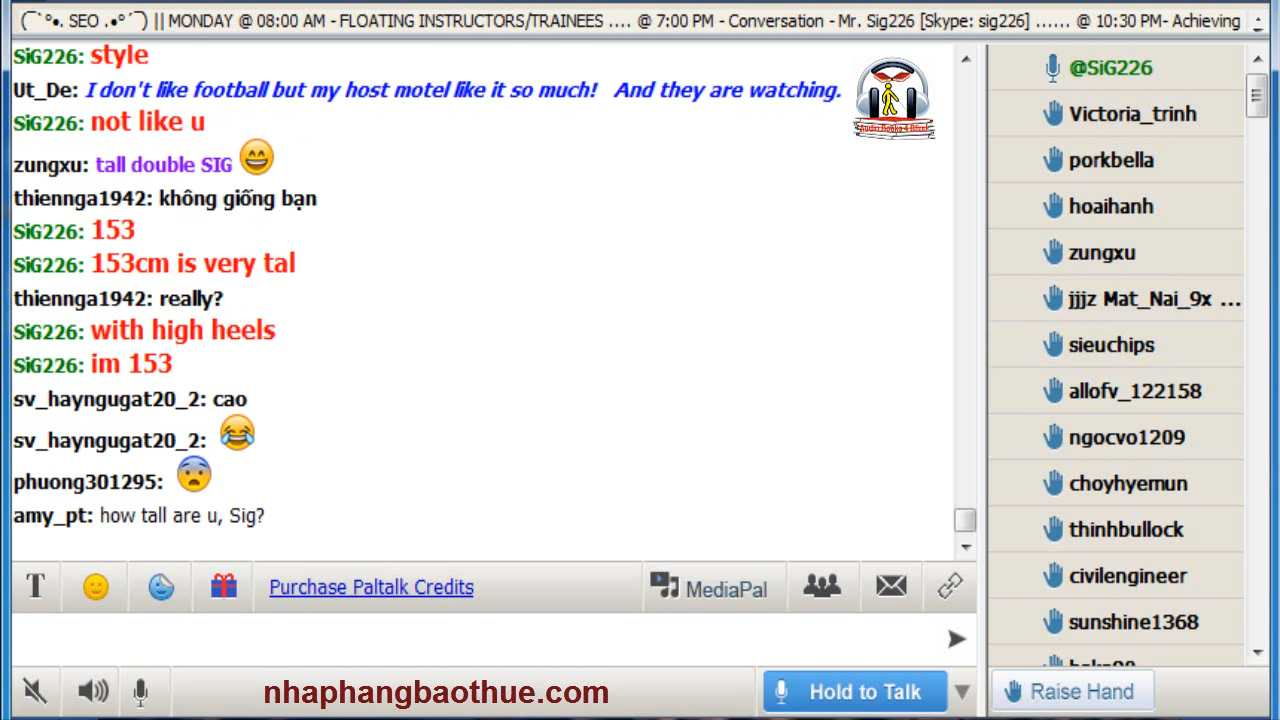 (¯`°•. SEO .•°´¯) || MONDAY @ 08:00 AM - FLOATING INSTRUCTORS/TRAINEES .... @ 7:00 PM - Conversation - Mr. Sig226 [Skype: sig226] ...... @ 10:30 PM- Achieving
SiG226: style
Ut_De: I don't like football but my host motel like it so much! And they are watching.
SiG226: not like u
zungxu: tall double SIG
thiennga1942: không giống bạn
SiG226: 153
SiG226: 153cm is very tal
thiennga1942: really?
SiG226: with high heels
SiG226: im 153
sv_hayngugat20_2: cao
sv_hayngugat20_2:
phuong301295:
amy_pt: how tall are u, Sig?
T
Purchase Paltalk Credits
MediaPal
nhaphangbaothue.com
Hold to Talk
@SiG226
Victoria_trinh
porkbella
hoaihanh
zungxu
jjjz Mat_Nai_9x ...
sieuchips
allofv_122158
ngocvo1209
choyhyemun
thinhbullock
civilengineer
sunshine1368
Raise Hand